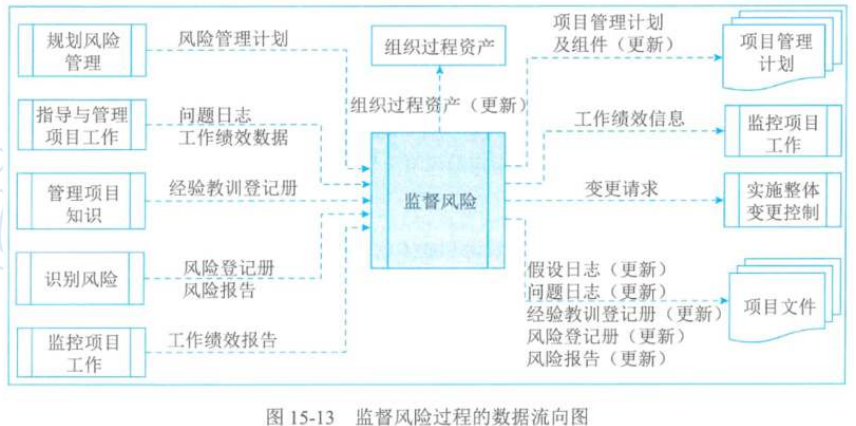 规划风险
管理
风险管理计划
指导与管理
项目工作
问题日志
工作绩效数据
管理项目
知识
经验教训登记册
识别风险
风险登记册
风险报告
监控项目
工作
工作绩效报告
组织过程资产
组织过程资产（更新）
监督风险
项目管理计划
及组件（更新）
项目管理
计划
工作绩效信息
监控项目
工作
变更请求
实施整体
变更控制
假设日志（更新）
问题日志（更新）
经验教训登记册（更新）
风险登记册（更新）
风险报告（更新）
项目文件
图 15-13 监督风险过程的数据流向图